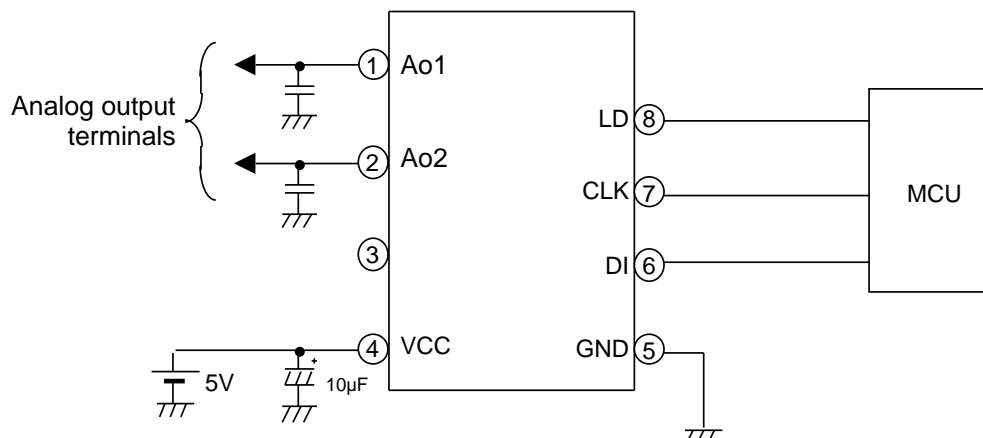 Analog output
terminals
1
Ao1
2
Ao2
3
4
VCC
5V
+
10µF
LD
8
CLK
7
DI
6
GND
5
MCU